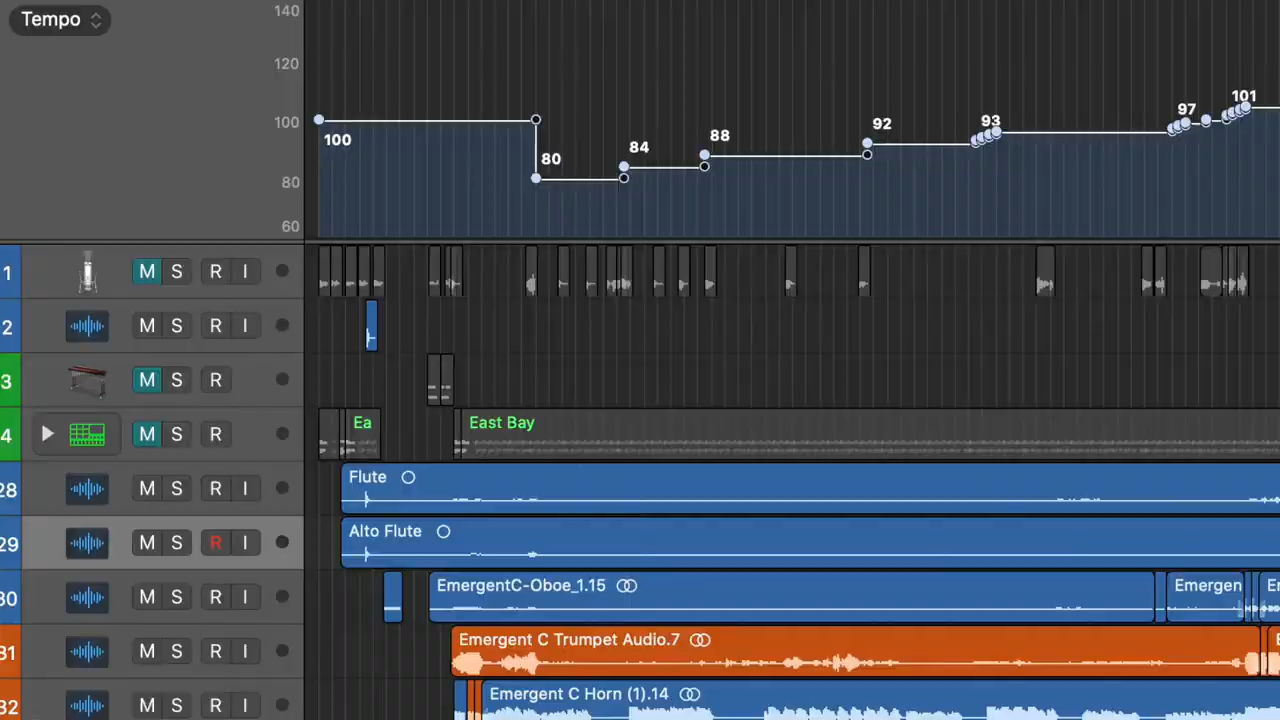 Tempo
140
120
100
80
60
100
80
84
88
92
93
97
101
1 M S R I
2 M S R I
3 M S R
4 M S R
Ea
East Bay
28 M S R I
Flute
29 M S R I
Alto Flute
30 M S R I
EmergentC-Oboe_1.15
Emergen
31 M S R I
Emergent C Trumpet Audio.7
32 M S R I
Emergent C Horn (1).14